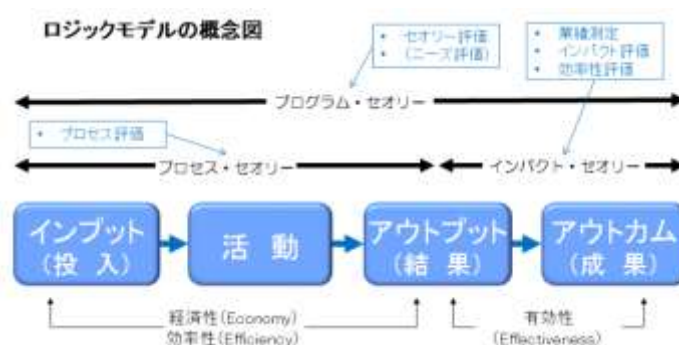 ロジックモデルの概念図
• セオリー評価
• (ニーズ評価)
• 業績測定
• インパクト評価
• 効率性評価
プログラム・セオリー
• プロセス評価
プロセス・セオリー
インパクト・セオリー
インプット
(投 入)
活 動
アウトプット
(結 果)
アウトカム
(成 果)
経済性(Economy)
効率性(Efficiency)
有効性
(Effectiveness)